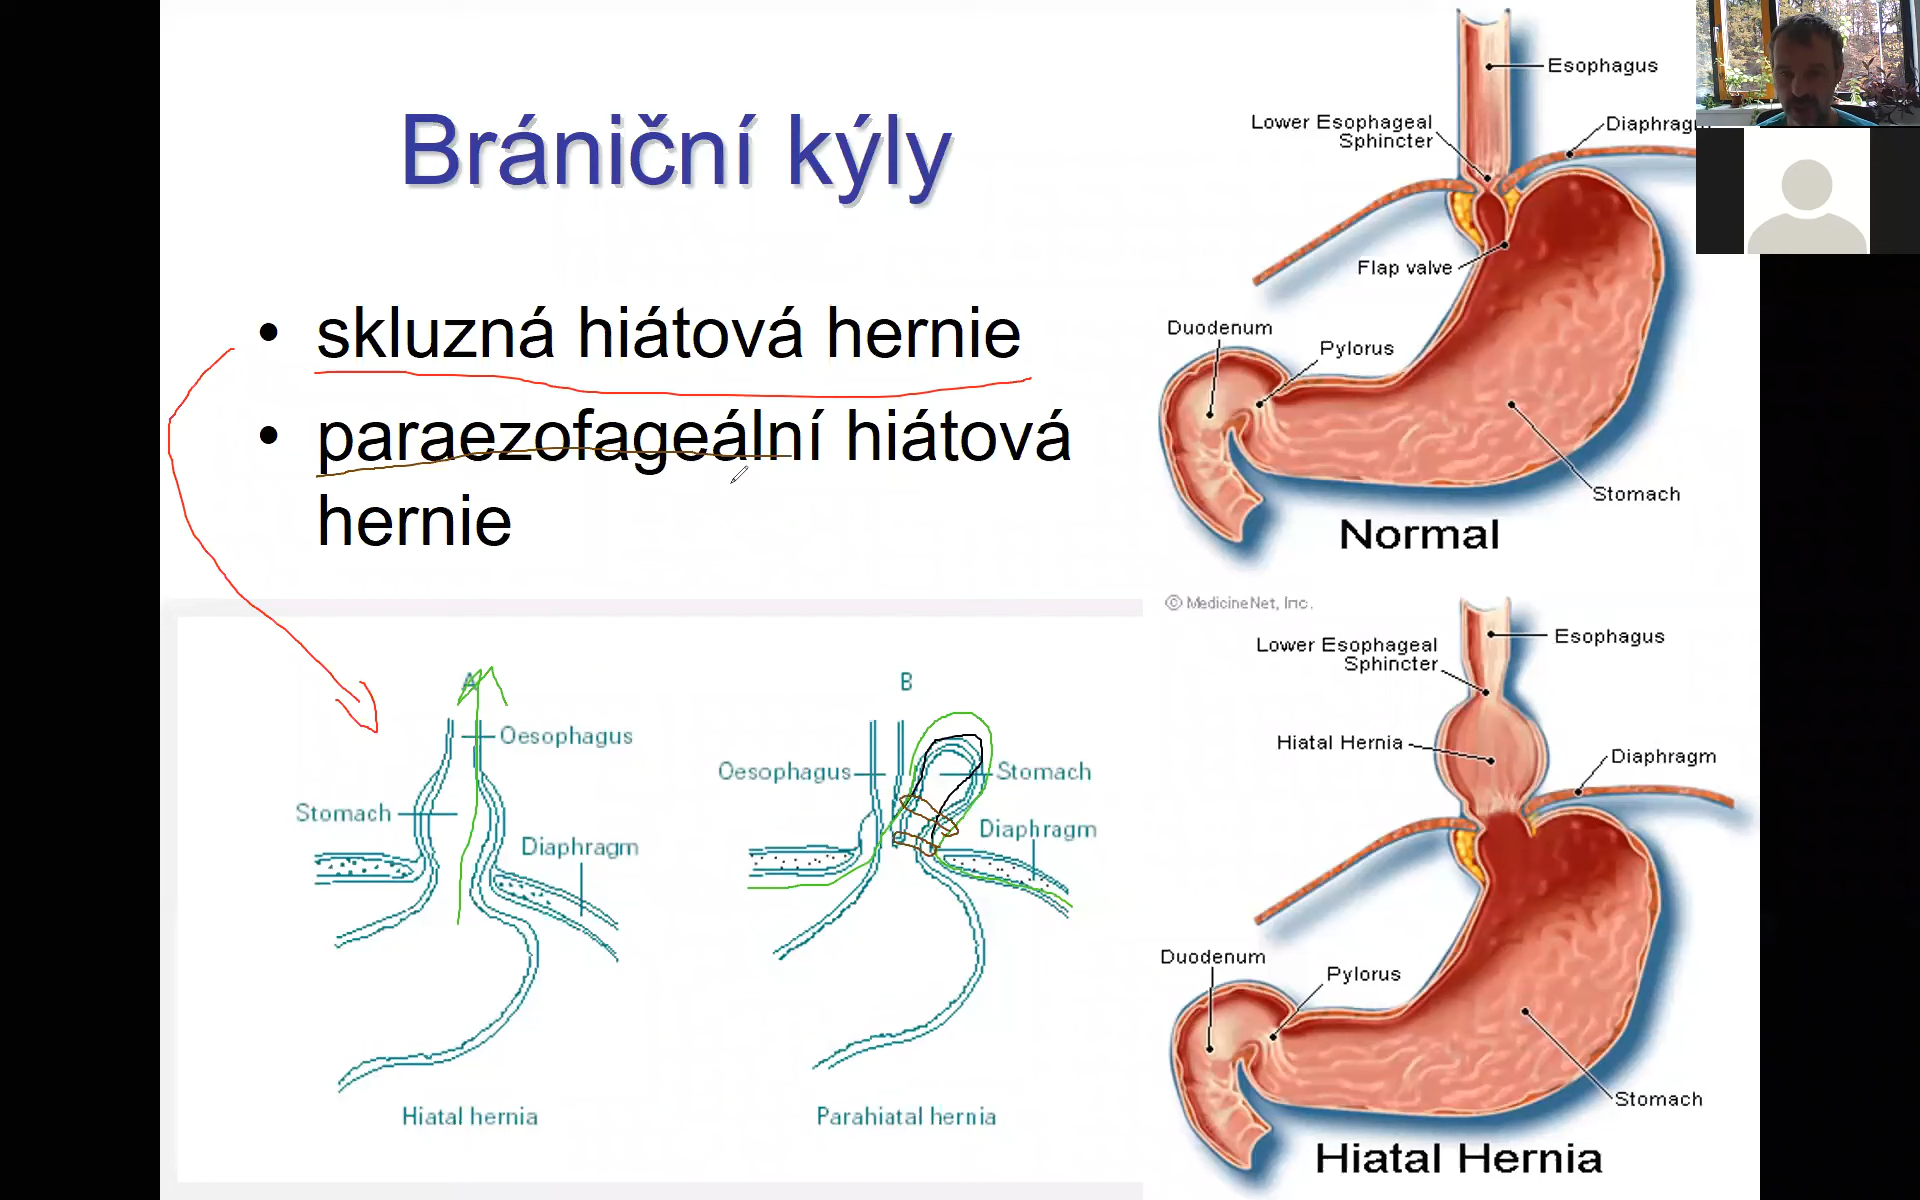 Brániční kýly
• skluzná hiátová hernie
• paraezofageální hiátová
hernie
Esophagus
Lower Esophageal
Sphincter
Diaphragm
Flap valve
Duodenum
Pylorus
Stomach
Normal
© MedicineNet, Inc.
A
Oesophagus
Stomach
Diaphragm
Hiatal hernia
B
Oesophagus
Stomach
Diaphragm
Parahiatal hernia
Esophagus
Lower Esophageal
Sphincter
Hiatal Hernia
Diaphragm
Duodenum
Pylorus
Stomach
Hiatal Hernia